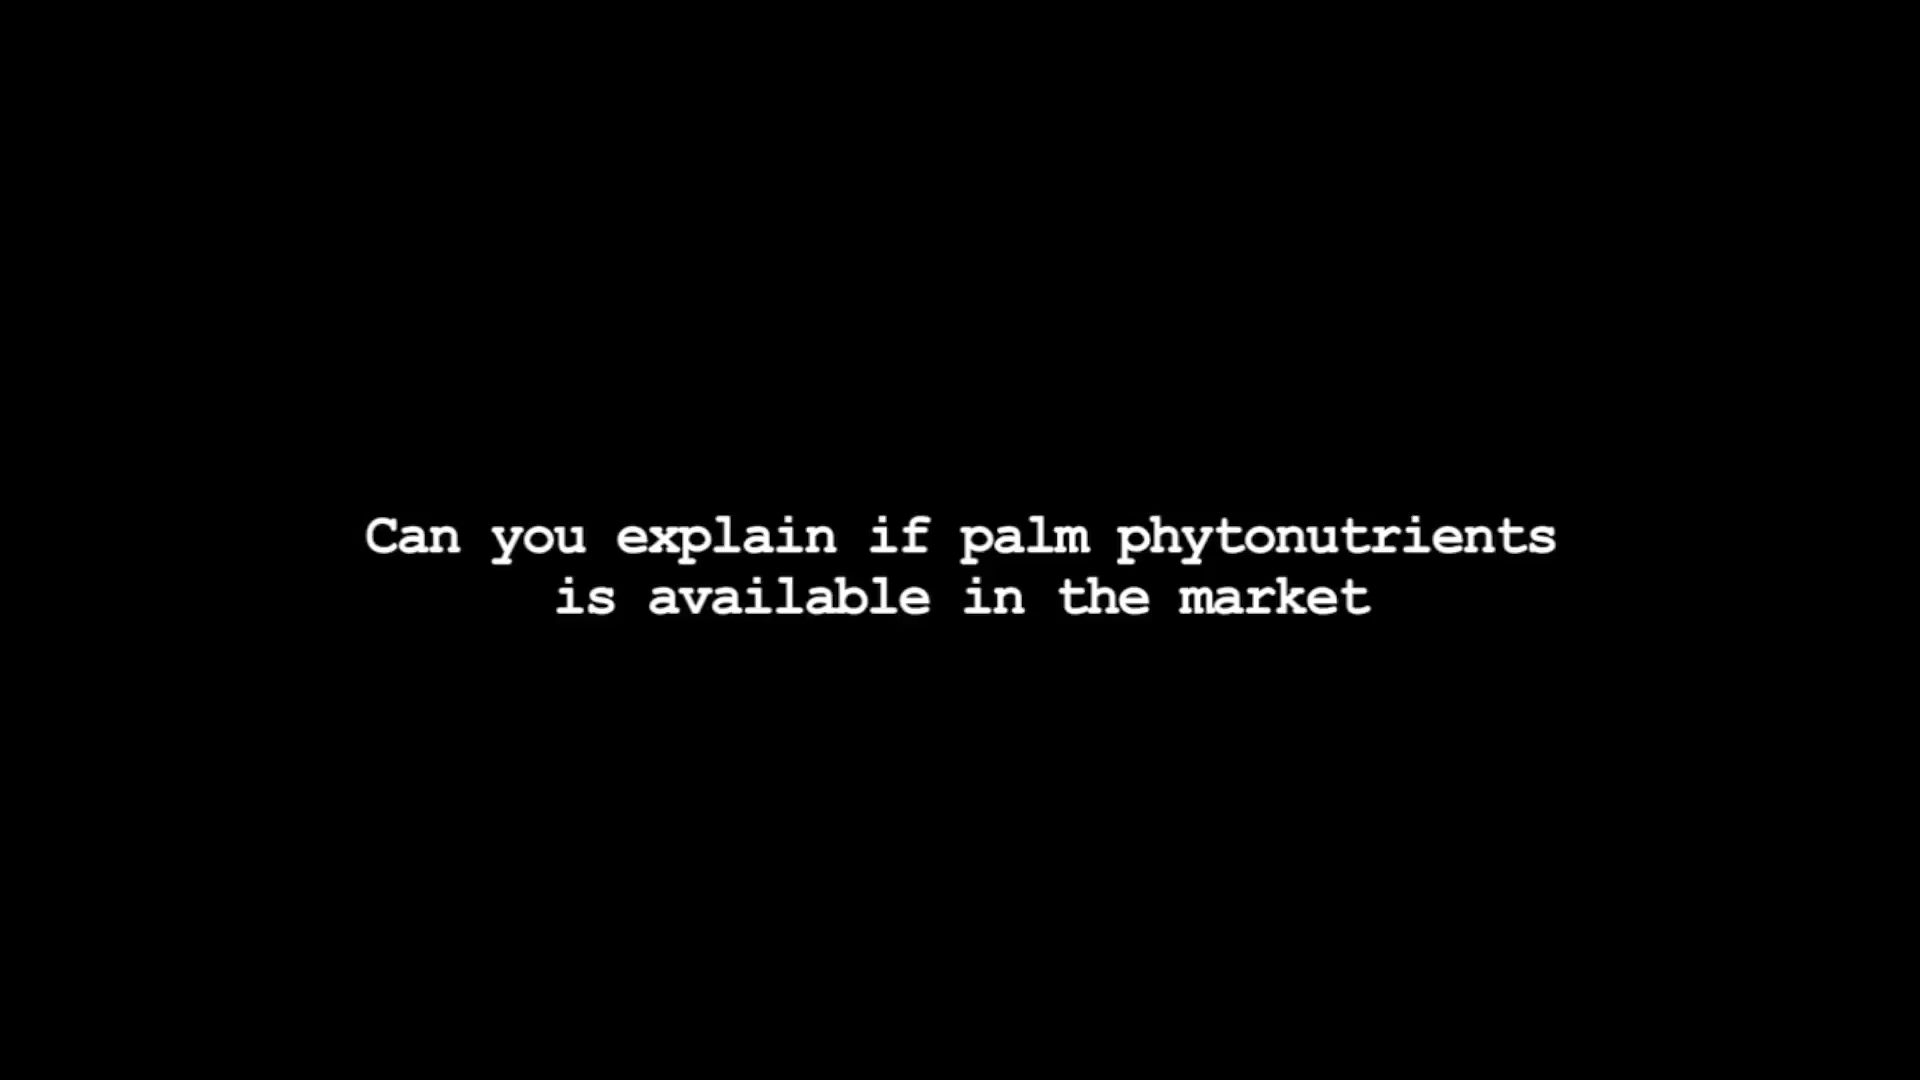 Can you explain if palm phytonutrients
is available in the market